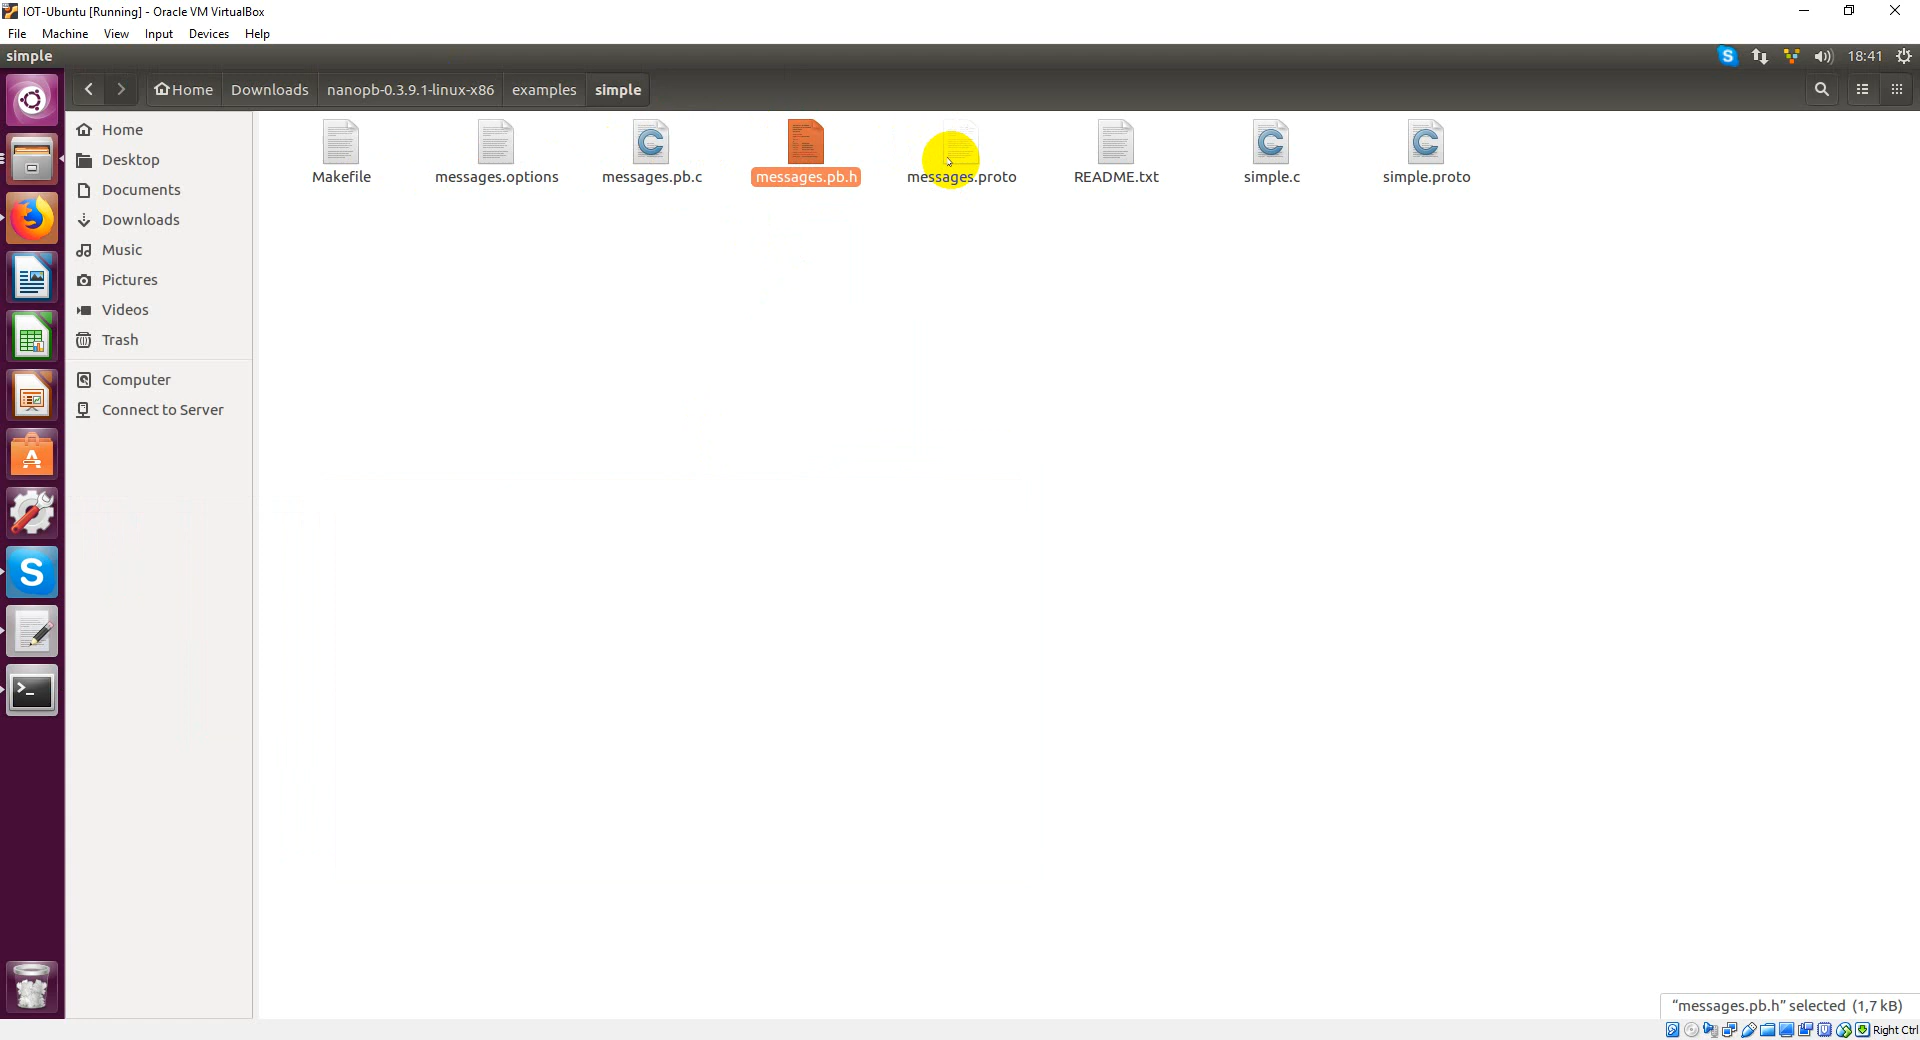 IOT-Ubuntu [Running] - Oracle VM VirtualBox
File Machine View Input Devices Help
simple
18:41
Home Downloads nanopb-0.3.9.1-linux-x86 examples simple
Home
Desktop
Documents
Downloads
Music
Pictures
Videos
Trash
Computer
Connect to Server
Makefile messages.options messages.pb.c messages.pb.h messages.proto README.txt simple.c simple.proto
"messages.pb.h" selected (1,7 kB)
Right Ctrl